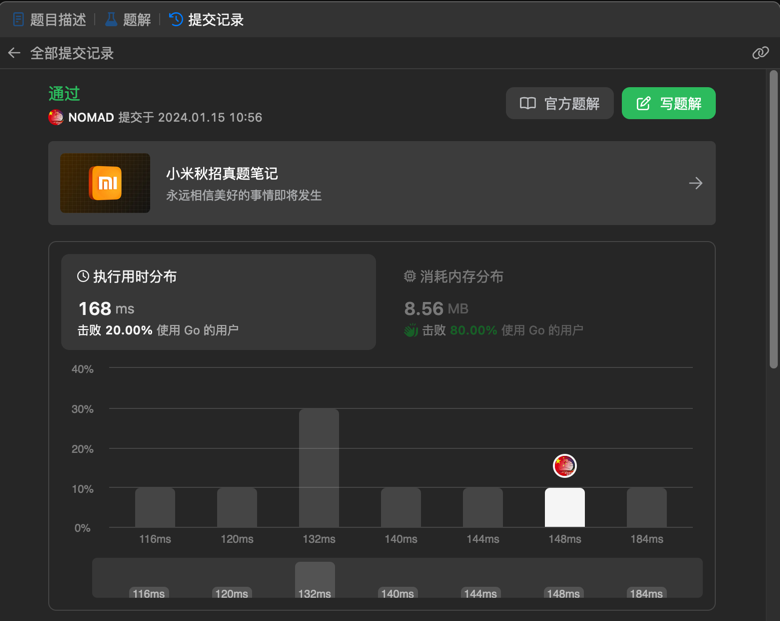 题目描述 题解 提交记录
全部提交记录
通过
NOMAD 提交于 2024.01.15 10:56
官方题解 写题解
小米秋招真题笔记
永远相信美好的事情即将发生
执行用时分布
168 ms
击败 20.00% 使用 Go 的用户
消耗内存分布
8.56 MB
击败 80.00% 使用 Go 的用户
40%
30%
20%
10%
0%
116ms 120ms 132ms 140ms 144ms 148ms 184ms
116ms 120ms 132ms 140ms 144ms 148ms 184ms